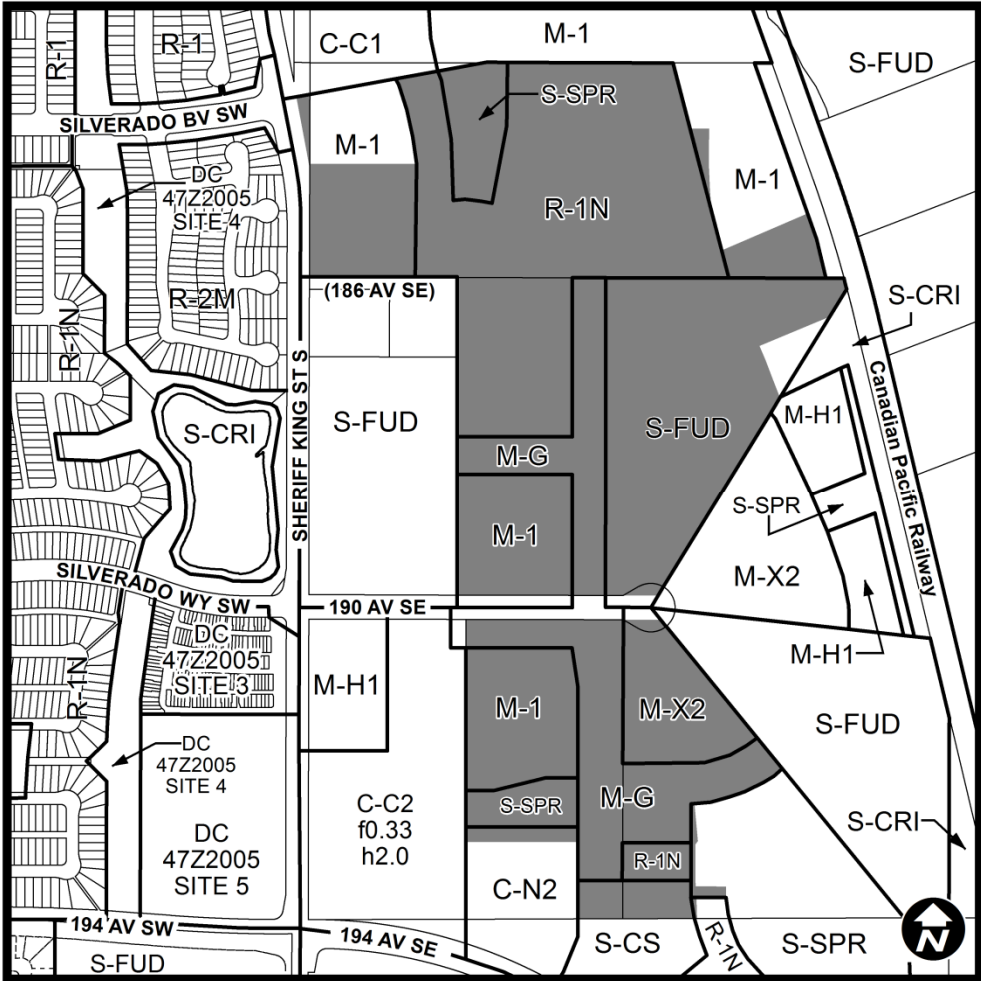 R-1
R-1
C-C1
M-1
S-FUD
S-SPR
SILVERADO BV SW
M-1
M-1
DC
47Z2005
SITE 4
R-1N
R-2M
(186 AV SE)
S-CRI
R-1N
SHERIFF KING ST S
S-CRI
S-FUD
S-FUD
M-H1
Canadian Pacific Railway
M-G
S-SPR
M-1
M-X2
SILVERADO WY SW
190 AV SE
DC
47Z2005
SITE 3
M-H1
M-H1
R-1N
M-1
M-X2
S-FUD
DC
47Z2005
SITE 4
C-C2
f0.33
h2.0
S-SPR
M-G
S-CRI
DC
47Z2005
SITE 5
R-1N
C-N2
194 AV SW
194 AV SE
S-CS
R-1N
S-SPR
N
S-FUD